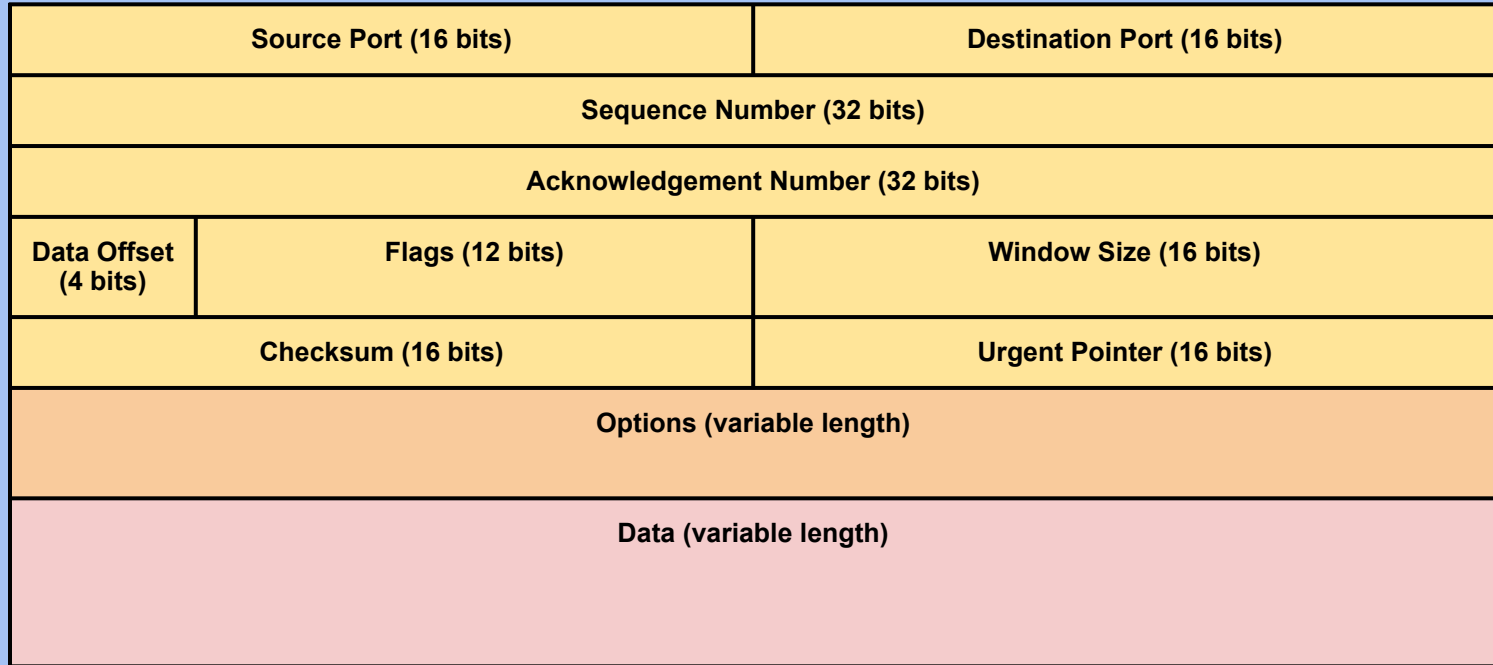 Source Port (16 bits)
Destination Port (16 bits)
Sequence Number (32 bits)
Acknowledgement Number (32 bits)
Data Offset
(4 bits)
Flags (12 bits)
Window Size (16 bits)
Checksum (16 bits)
Urgent Pointer (16 bits)
Options (variable length)
Data (variable length)